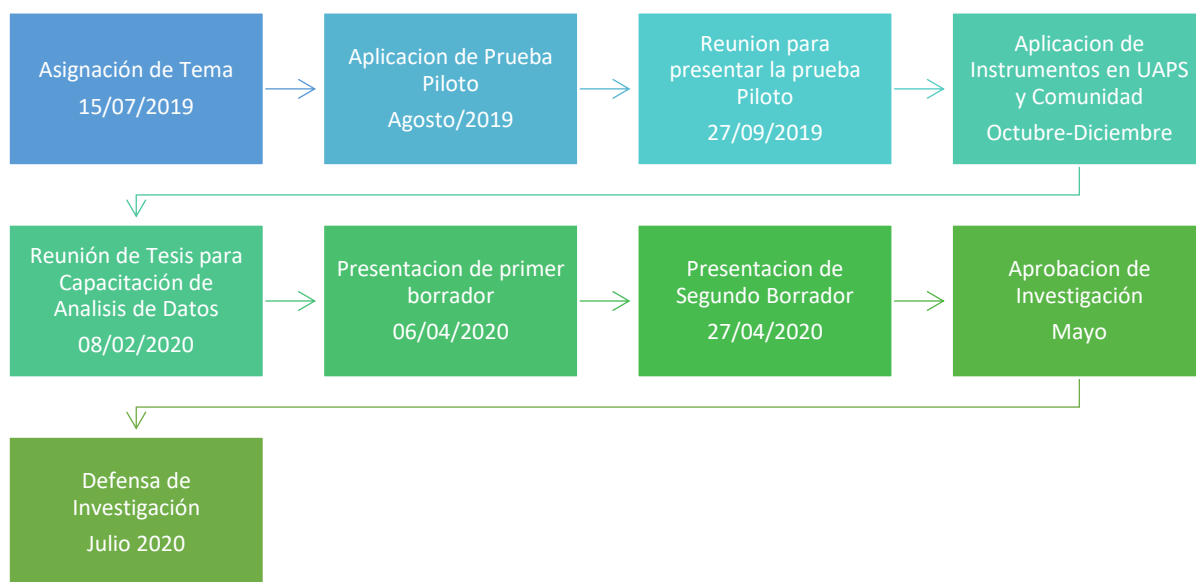 Asignación de Tema
15/07/2019
Aplicacion de Prueba
Piloto
Agosto/2019
Reunion para
presentar la prueba
Piloto
27/09/2019
Aplicacion de
Instrumentos en UAPS
y Comunidad
Octubre-Diciembre
Reunión de Tesis para
Capacitación de
Analisis de Datos
08/02/2020
Presentacion de primer
borrador
06/04/2020
Presentacion de
Segundo Borrador
27/04/2020
Aprobacion de
Investigación
Mayo
Defensa de
Investigación
Julio 2020